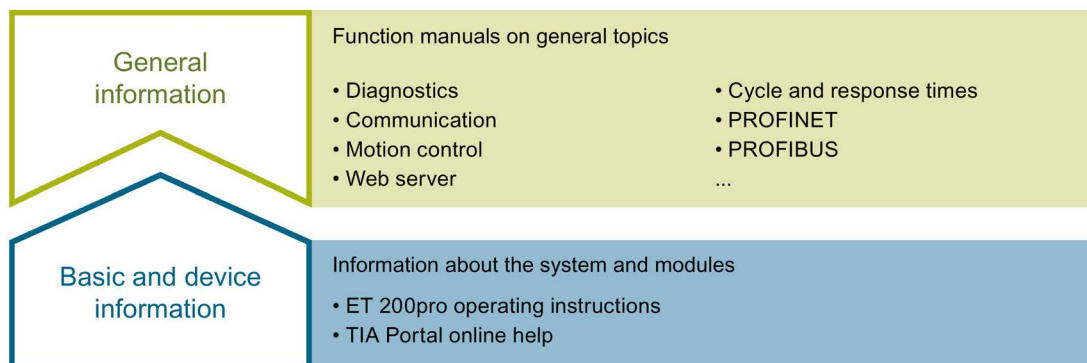 General
information
Function manuals on general topics
• Diagnostics
• Communication
• Motion control
• Web server
• Cycle and response times
• PROFINET
• PROFIBUS
...
Basic and device
information
Information about the system and modules
• ET 200pro operating instructions
• TIA Portal online help